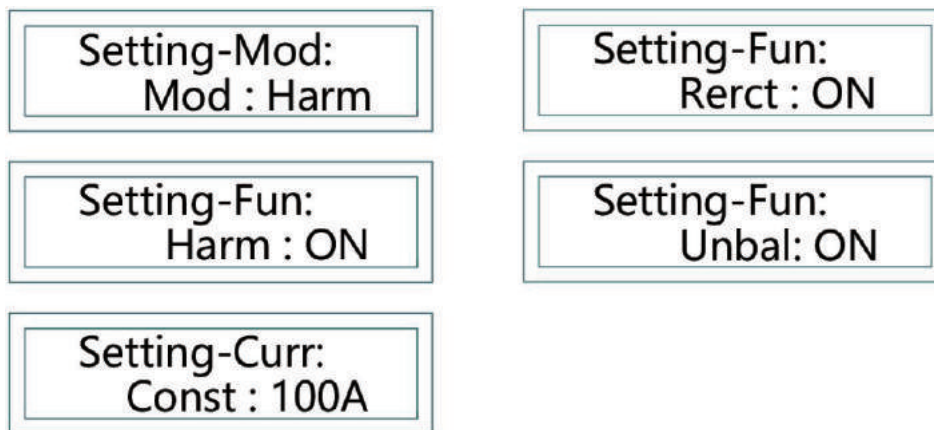 Setting-Mod:
Mod : Harm
Setting-Fun:
Rerct : ON
Setting-Fun:
Harm : ON
Setting-Fun:
Unbal: ON
Setting-Curr:
Const : 100A